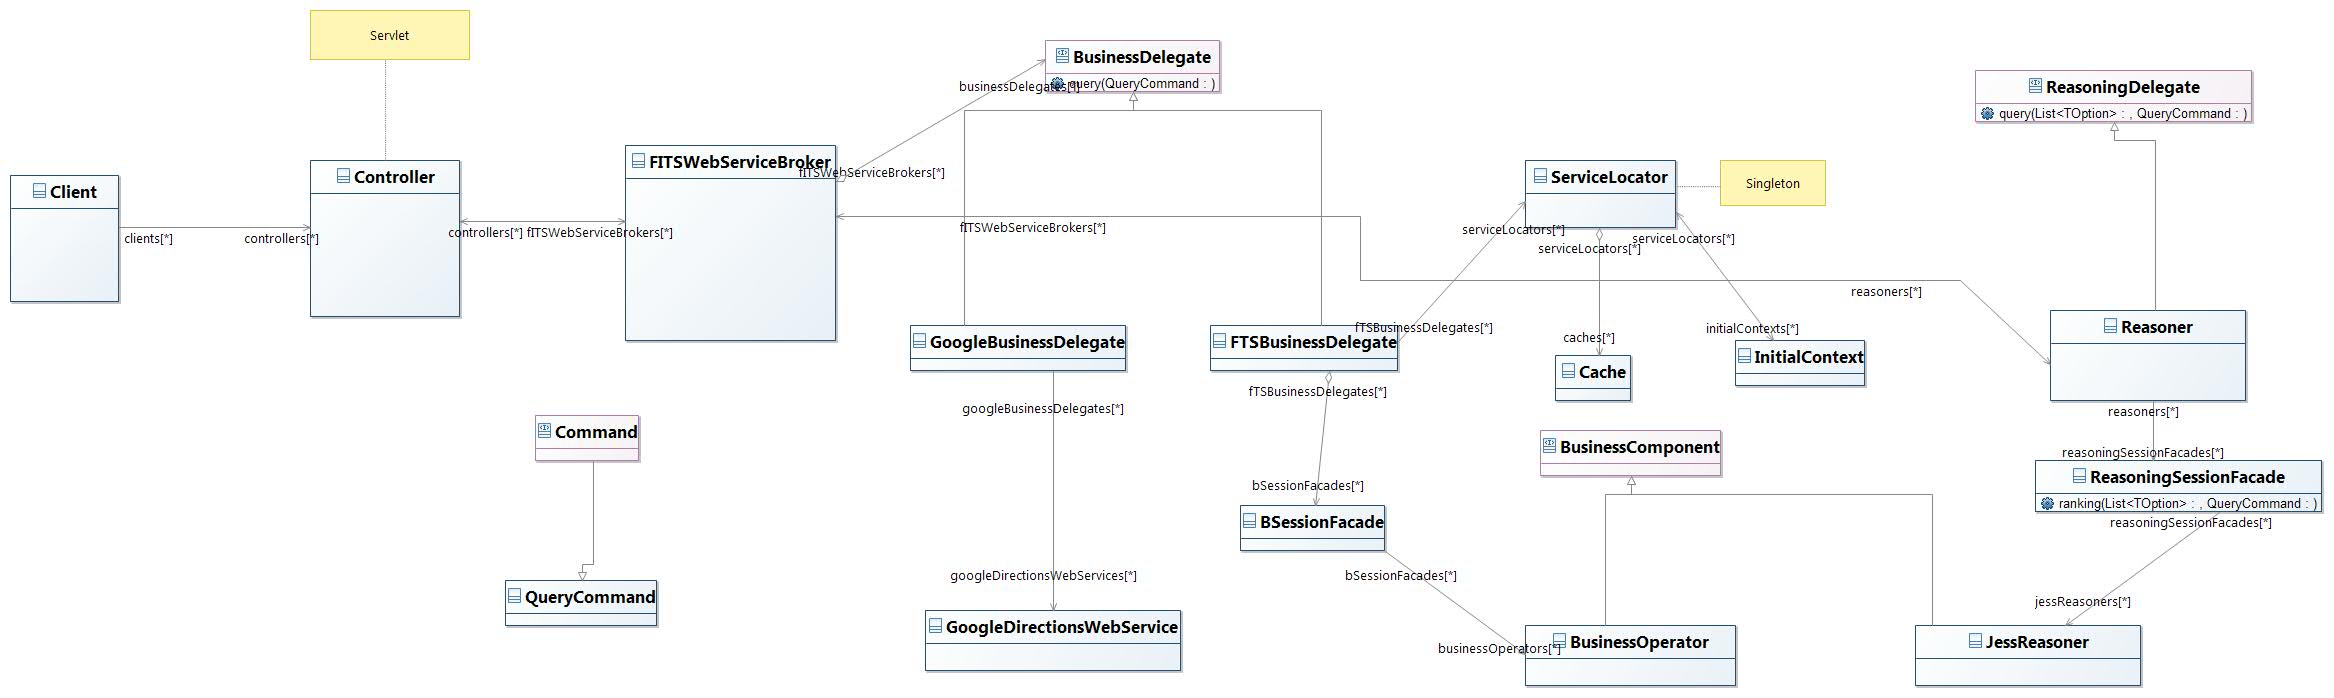 Servlet
BusinessDelegate
query(QueryCommand : )
businessDelegates[*]
ReasoningDelegate
query(List<TOption> : , QueryCommand : )
FITSWebServiceBroker
fITSWebServiceBrokers[*]
Client
Controller
ServiceLocator
Singleton
clients[*]
controllers[*]
controllers[*]
fITSWebServiceBrokers[*]
fITSWebServiceBrokers[*]
serviceLocators[*]
serviceLocators[*]
serviceLocators[*]
reasoners[*]
GoogleBusinessDelegate
FTSBusinessDelegate
fTSBusinessDelegates[*]
caches[*]
initialContexts[*]
Reasoner
Cache
InitialContext
fTSBusinessDelegates[*]
googleBusinessDelegates[*]
reasoners[*]
Command
BusinessComponent
reasoningSessionFacades[*]
ReasoningSessionFacade
ranking(List<TOption> : , QueryCommand : )
reasoningSessionFacades[*]
bSessionFacades[*]
BSessionFacade
googleDirectionsWebServices[*]
bSessionFacades[*]
QueryCommand
jessReasoners[*]
GoogleDirectionsWebService
businessOperators[*]
BusinessOperator
JessReasoner